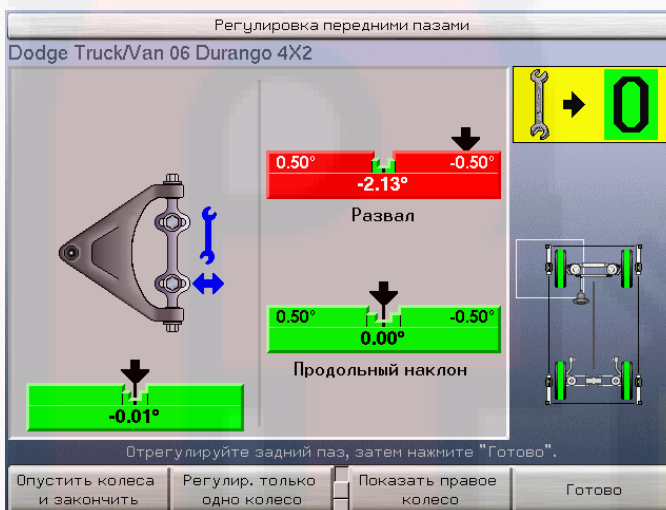 Регулировка передними пазами
Dodge Truck/Van 06 Durango 4X2
0
0.50° -0.50°
-2.13°
Развал
0.50° -0.50°
0.00°
Продольный наклон
-0.01°
Отрегулируйте задний паз, затем нажмите "Готово".
Опустить колеса
и закончить
Регулир. только
одно колесо
Показать правое
колесо
Готово